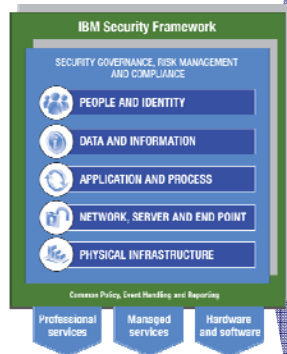 IBM Security Framework
SECURITY GOVERNANCE, RISK MANAGEMENT
AND COMPLIANCE
PEOPLE AND IDENTITY
DATA AND INFORMATION
APPLICATION AND PROCESS
NETWORK, SERVER AND END POINT
PHYSICAL INFRASTRUCTURE
Common Policy, Event Handling and Reporting
Professional
services
Managed
services
Hardware
and software